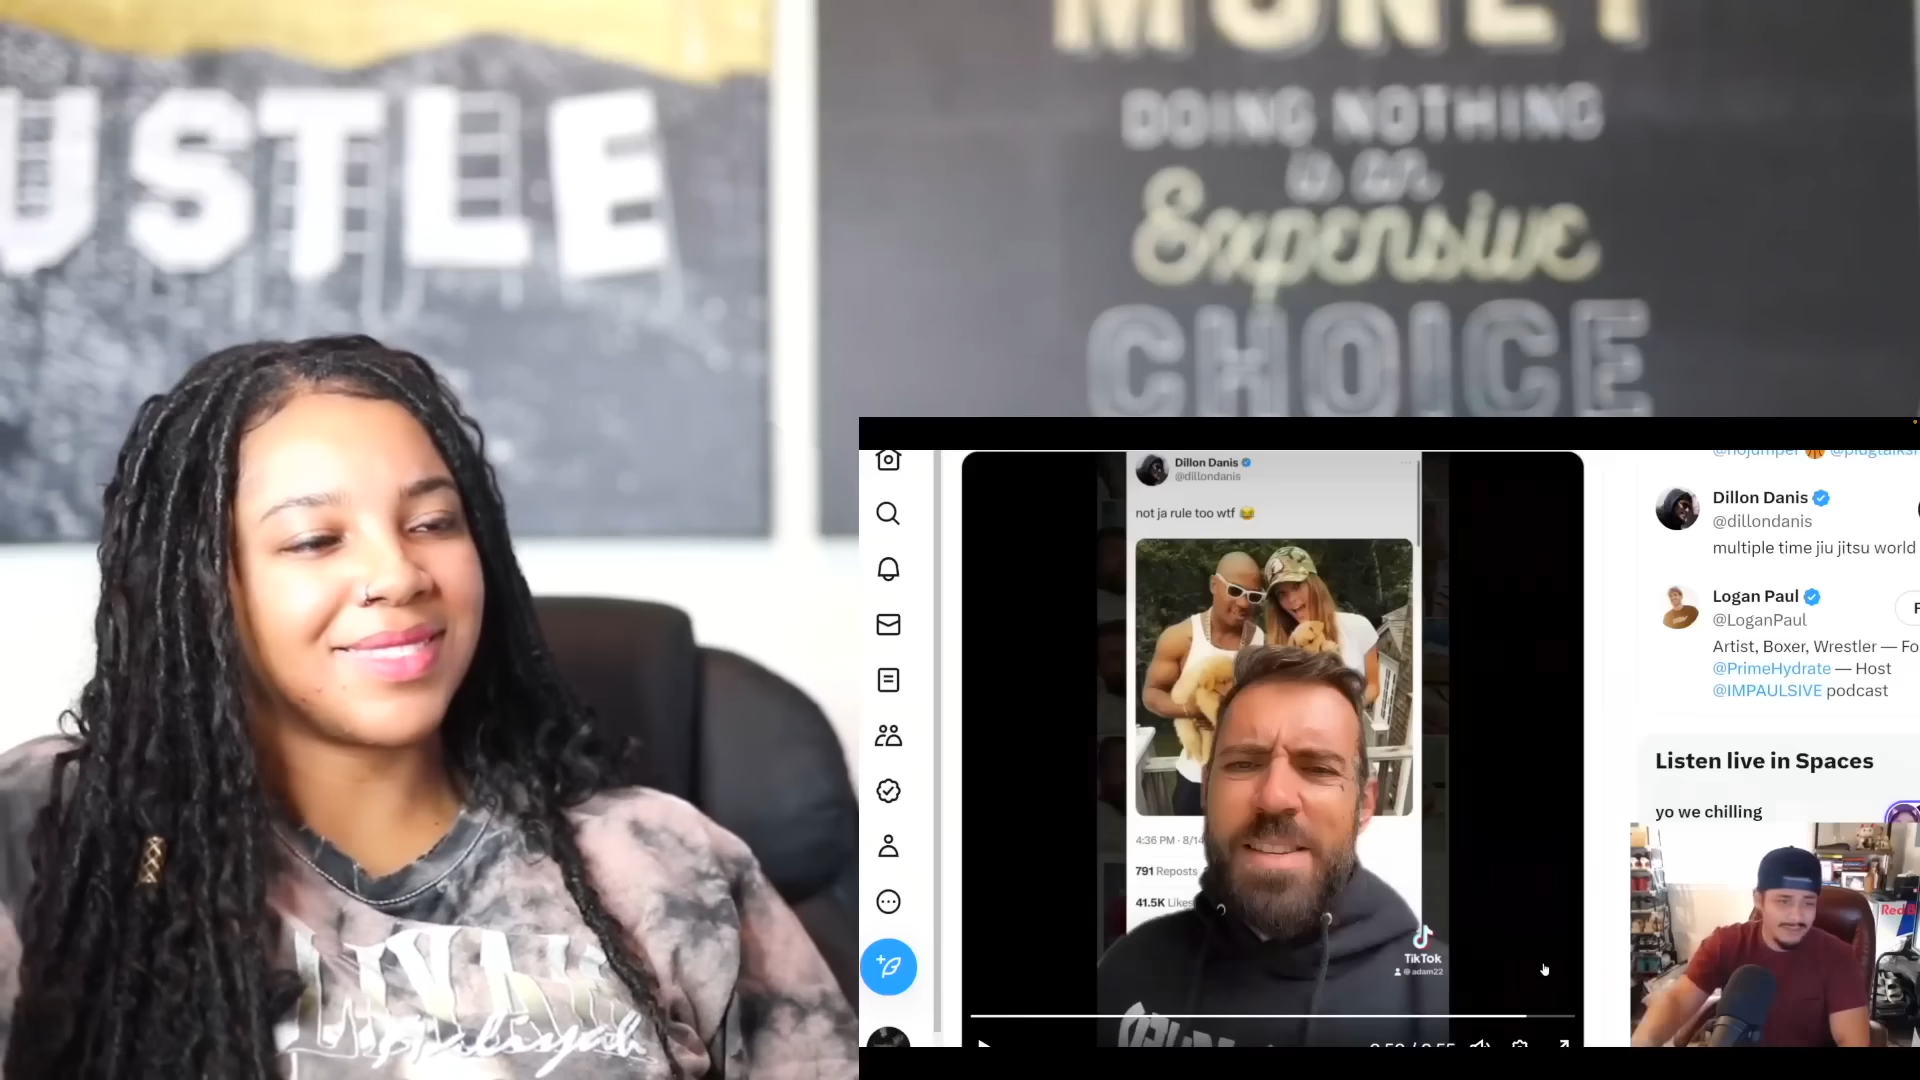 USTLE
MONEY
DOING NOTHING
is an
Expensive
CHOICE
Dillon Danis
@dillondanis
not ja rule too wtf 😂
4:36 PM · 8/14
791 Reposts
41.5K Likes
TikTok
@adam22
Dillon Danis
@dillondanis
multiple time jiu jitsu world
Logan Paul
@LoganPaul
Artist, Boxer, Wrestler — Fo
@PrimeHydrate — Host
@IMPAULSIVE podcast
Listen live in Spaces
yo we chilling